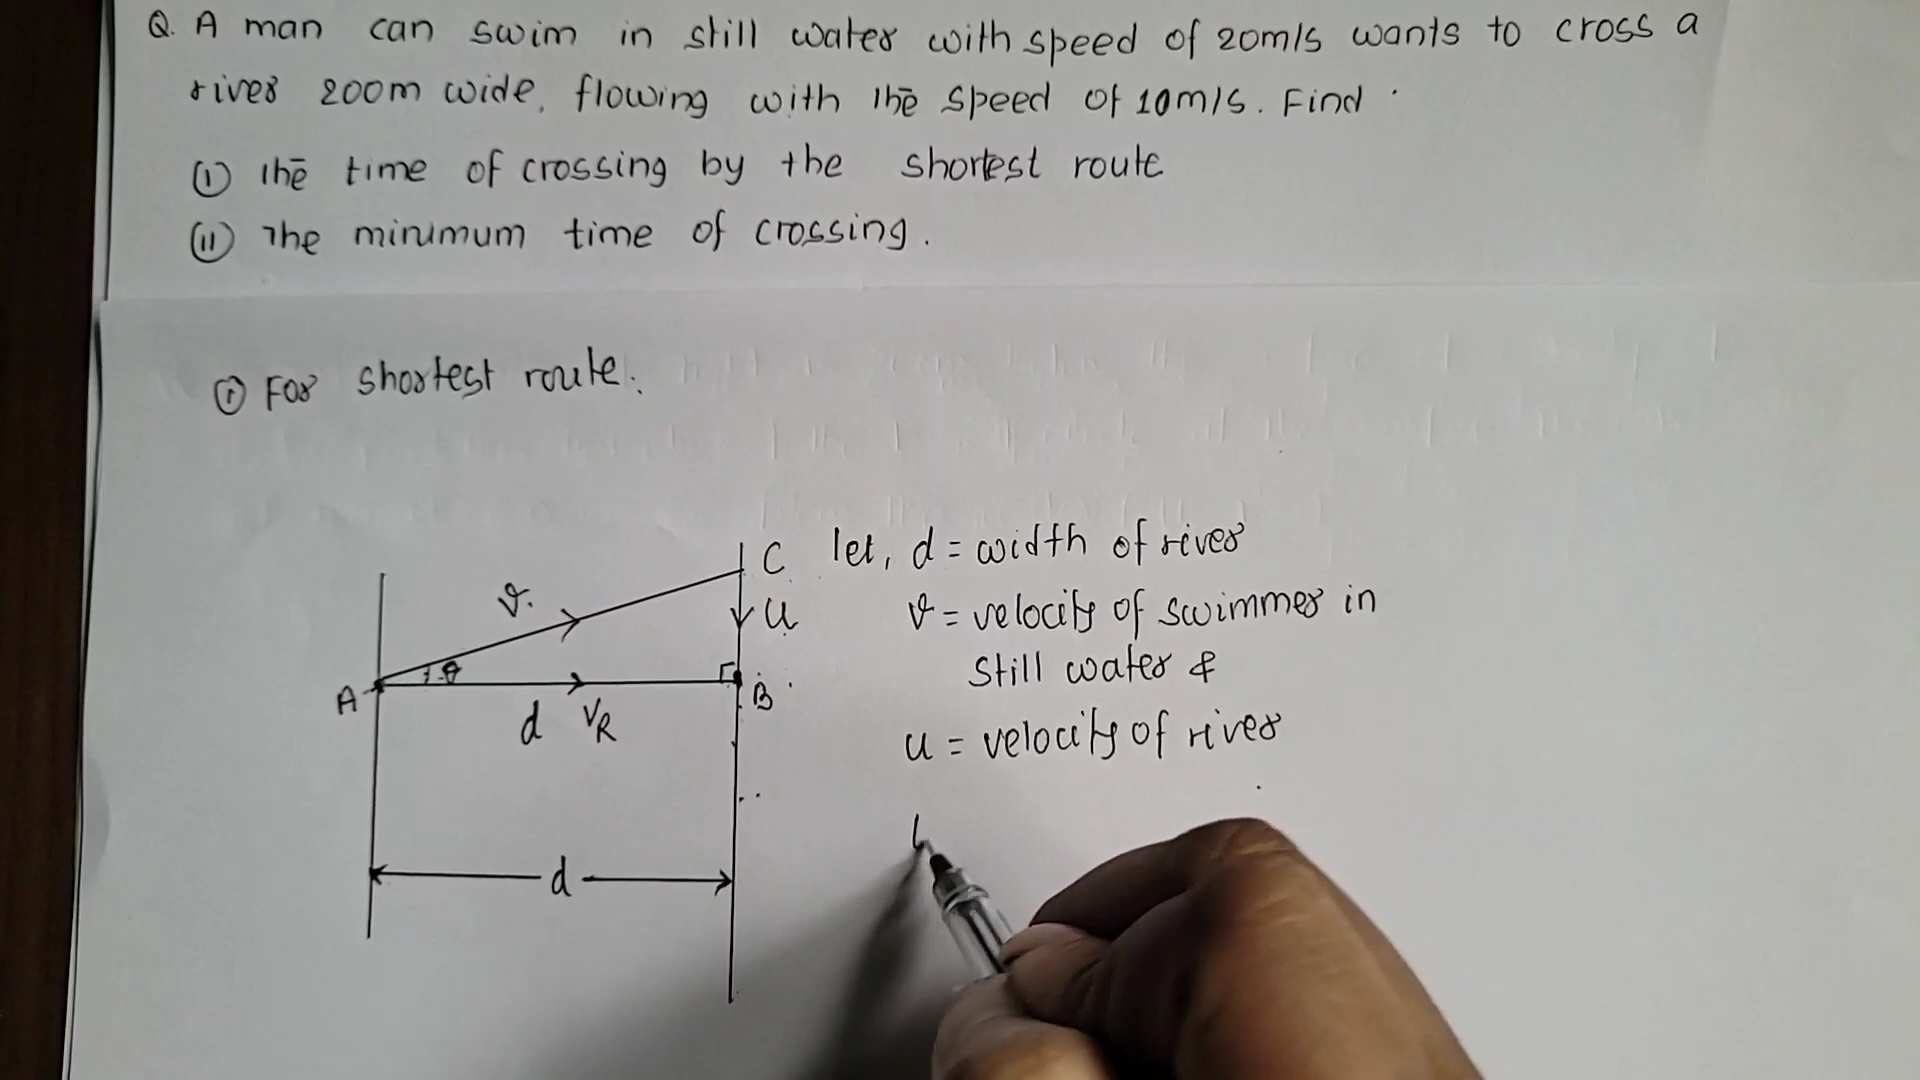 Q. A man can swim in still water with speed of 20m/s wants to cross a
river 200m wide, flowing with the speed of 10m/s. Find
(i) the time of crossing by the shortest route
(ii) The minimum time of crossing.
(i) For shortest route:
C let, d = width of river
v. u v = velocity of swimmer in
still water &
A θ B
d VR u = velocity of river
d